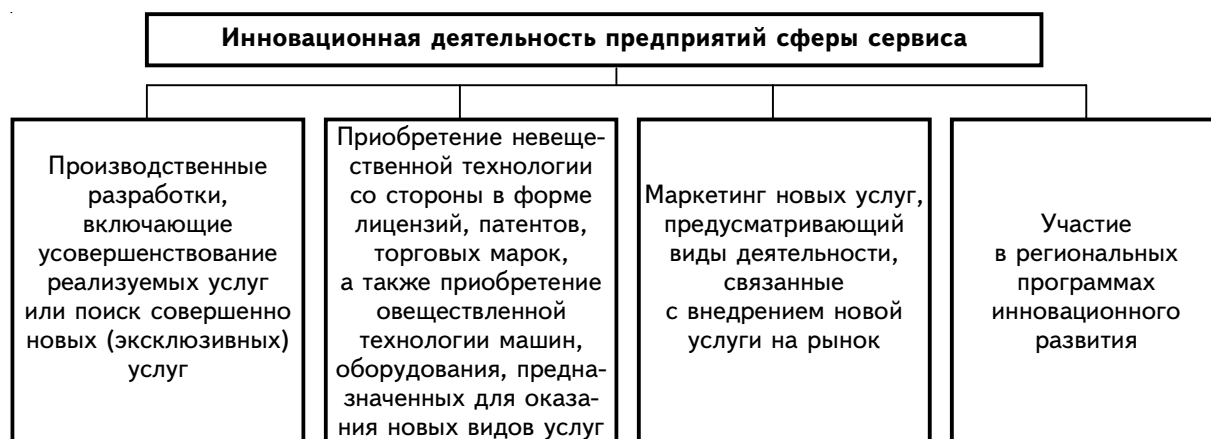 Инновационная деятельность предприятий сферы сервиса
Производственные
разработки,
включающие
усовершенствование
реализуемых услуг
или поиск совершенно
новых (эксклюзивных)
услуг
Приобретение невеще-
ственной технологии
со стороны в форме
лицензий, патентов,
торговых марок,
а также приобретение
овеществленной
технологии машин,
оборудования, предна-
значенных для оказа-
ния новых видов услуг
Маркетинг новых услуг,
предусматривающий
виды деятельности,
связанные
с внедрением новой
услуги на рынок
Участие
в региональных
программах
инновационного
развития